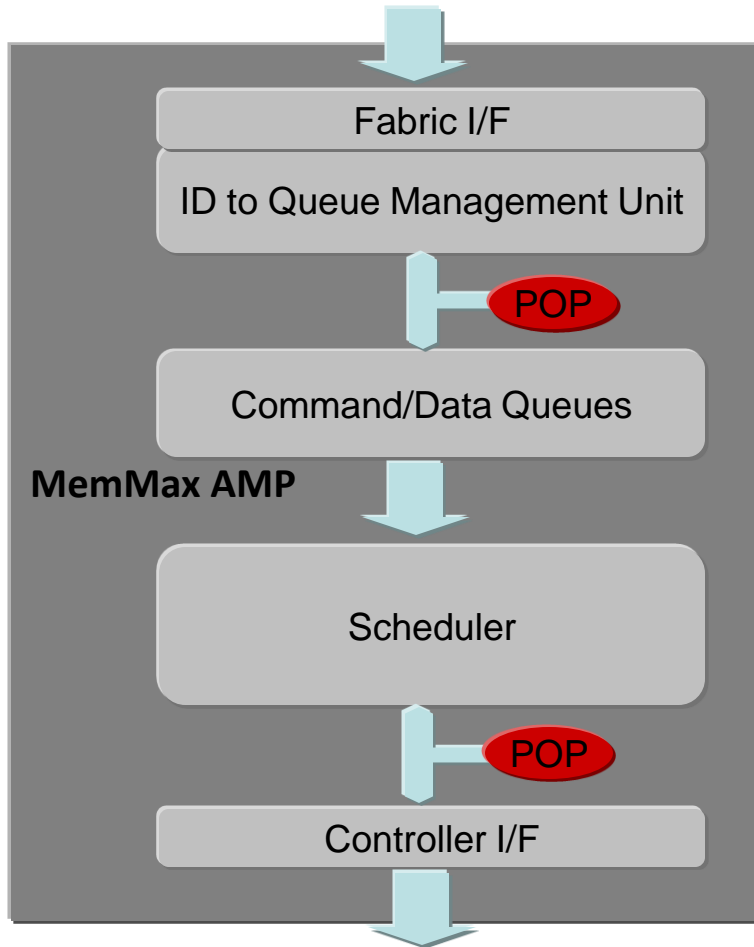 Fabric I/F
ID to Queue Management Unit
POP
Command/Data Queues
MemMax AMP
Scheduler
POP
Controller I/F